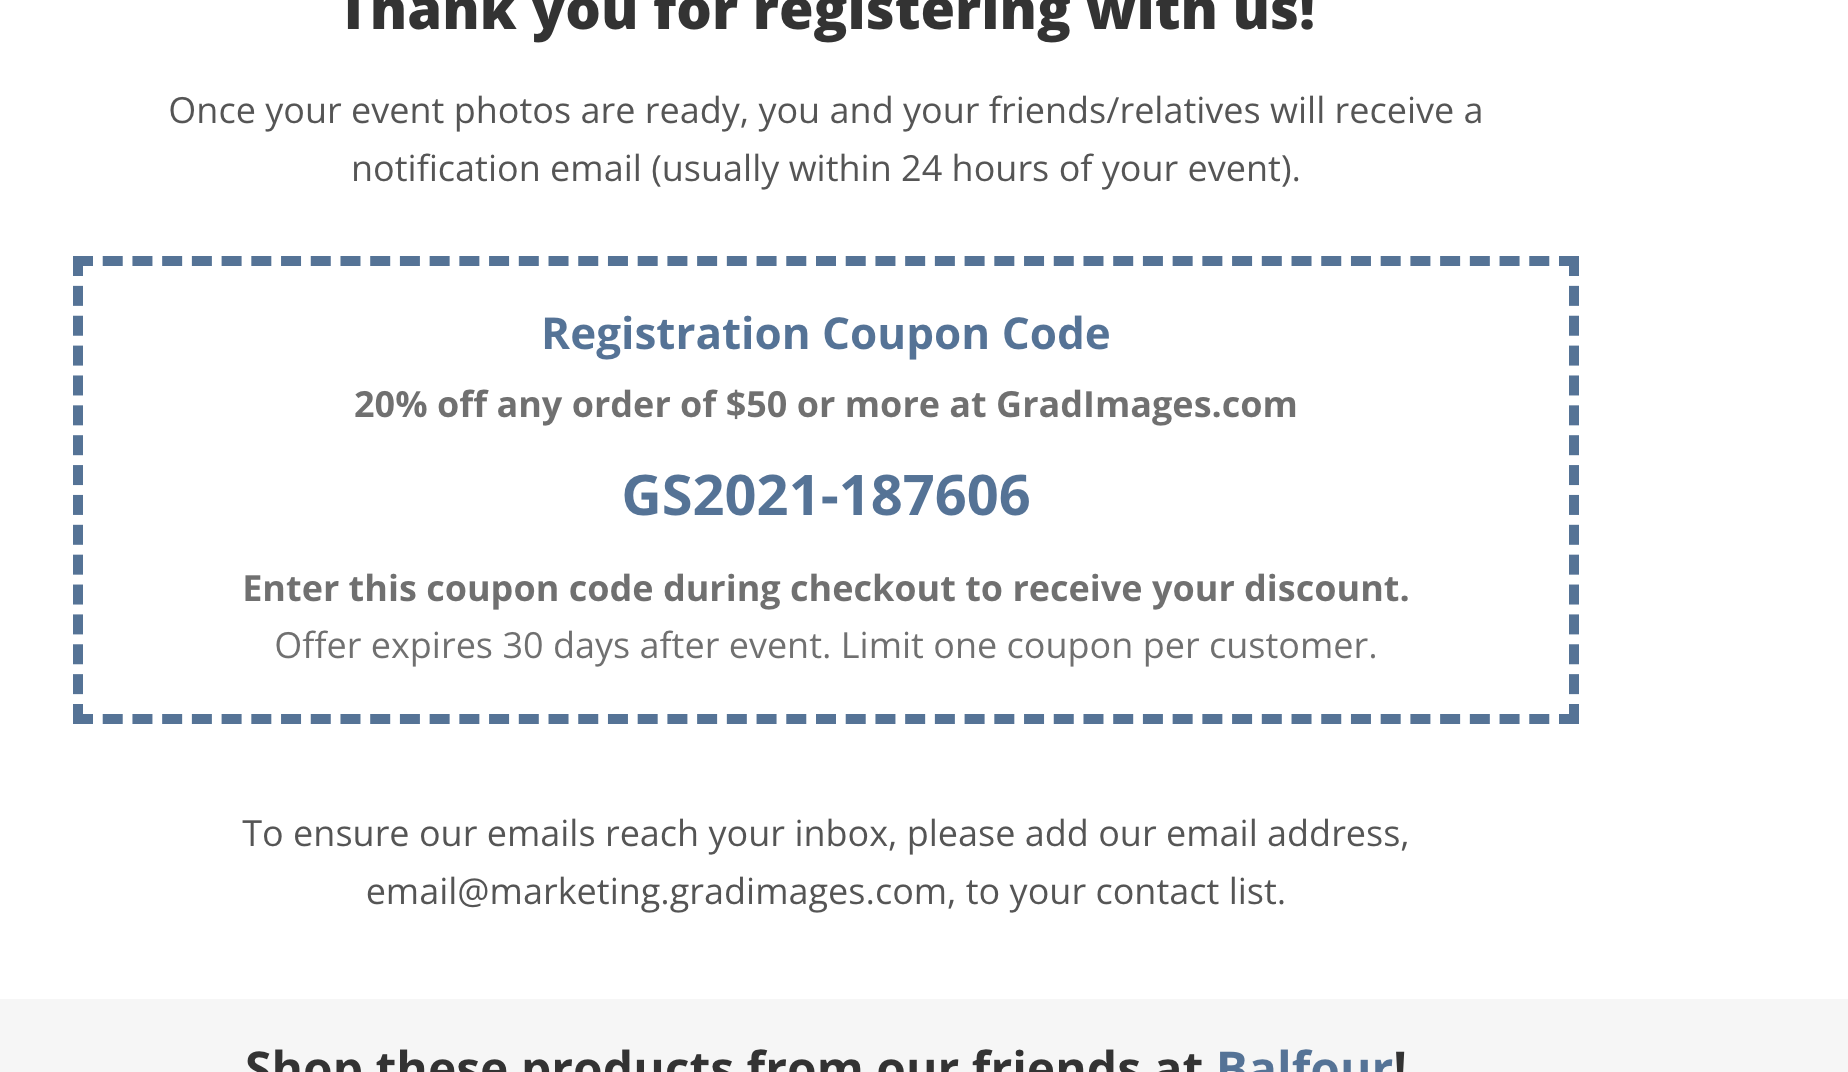 Thank you for registering with us!
Once your event photos are ready, you and your friends/relatives will receive a
notification email (usually within 24 hours of your event).
Registration Coupon Code
20% off any order of $50 or more at GradImages.com
GS2021-187606
Enter this coupon code during checkout to receive your discount.
Offer expires 30 days after event. Limit one coupon per customer.
To ensure our emails reach your inbox, please add our email address,
email@marketing.gradimages.com, to your contact list.
Shop these products from our friends at Balfour!